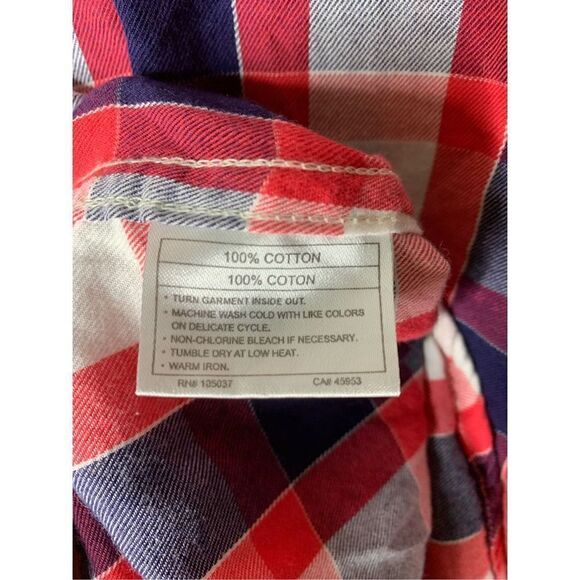 100% COTTON
100% COTON
• TURN GARMENT INSIDE OUT.
• MACHINE WASH COLD WITH LIKE COLORS
ON DELICATE CYCLE.
• NON-CHLORINE BLEACH IF NECESSARY.
• TUMBLE DRY AT LOW HEAT.
• WARM IRON.
RN# 105037 CA# 45953